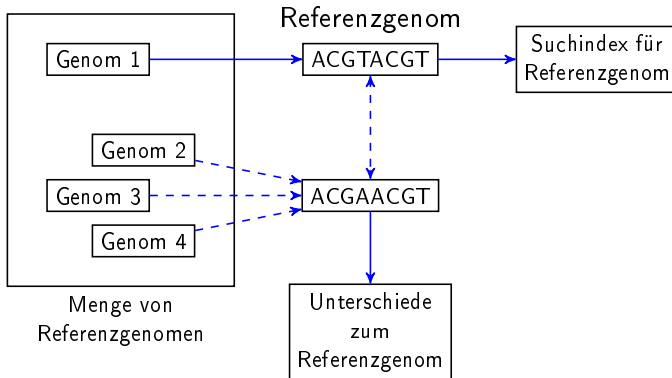 Referenzgenom
Genom 1
ACGTACGT
Suchindex für
Referenzgenom
Genom 2
Genom 3
ACGAACGT
Genom 4
Menge von
Referenzgenomen
Unterschiede
zum
Referenzgenom